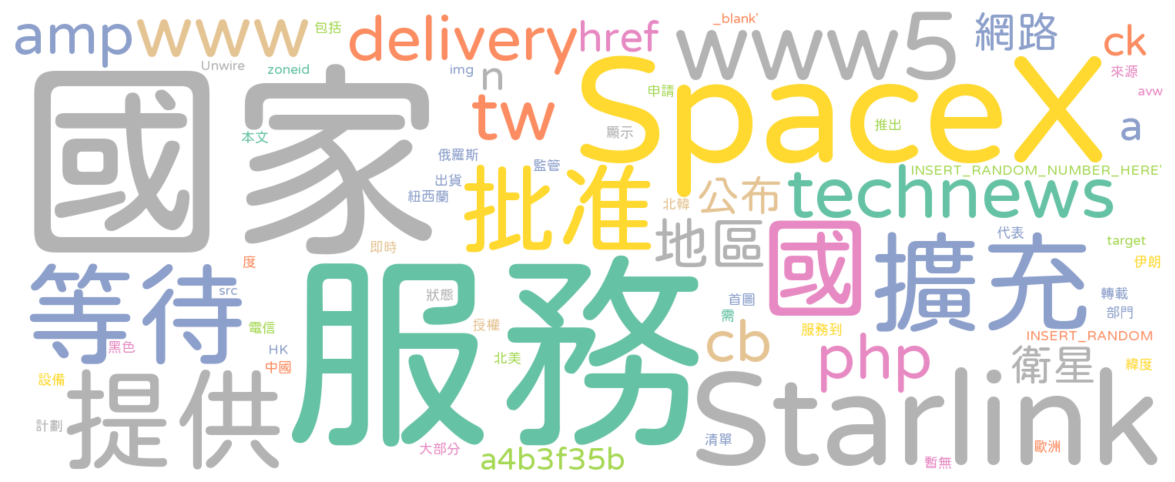 amp
www
包括
delivery
href
_blank'
www5
網路
ck
Unwire
zoneid
img
n
來源
國家
SpaceX
申請
avw
tw
推出
a
本文
顯示
俄羅斯
監管
批准
INSERT_RANDOM_NUMBER_HERE'
出貨
紐西蘭
北韓
公布
technews
即時
地區
國
擴充
代表
target
度
伊朗
等待
服務
src
狀態
首圖
轉載
部門
電信
授權
需
服務到
INSERT_RANDOM
黑色
HK
中國
北美
cb
php
衛星
緯度
設備
提供
Starlink
計劃
大部分
清單
歐洲
a4b3f35b
暫無